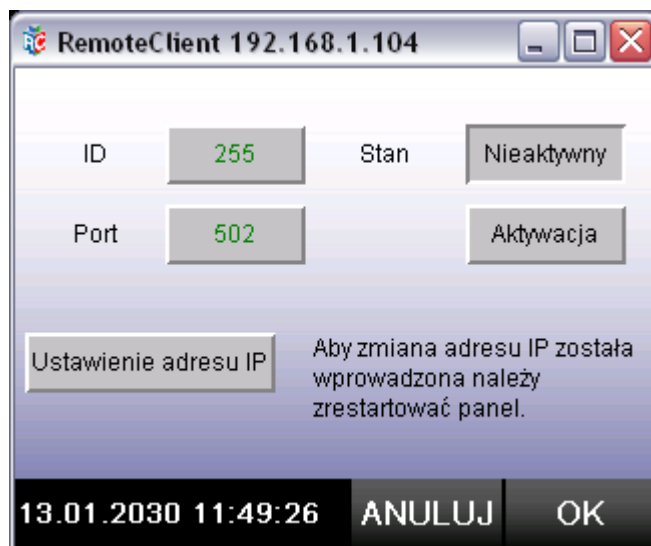 RemoteClient 192.168.1.104
ID 255 Stan Nieaktywny
Port 502 Aktywacja
Ustawienie adresu IP
Aby zmiana adresu IP została
wprowadzona należy
zrestartować panel.
13.01.2030 11:49:26 ANULUJ OK